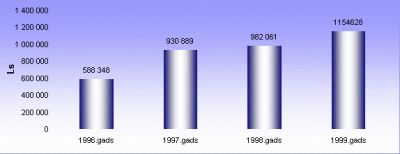 1 400 000
1 200 000
1 000 000
800 000
600 000
400 000
200 000
0
Ls
588 348
930 889
982 061
1154628
1996.gads
1997.gads
1998.gads
1999.gads